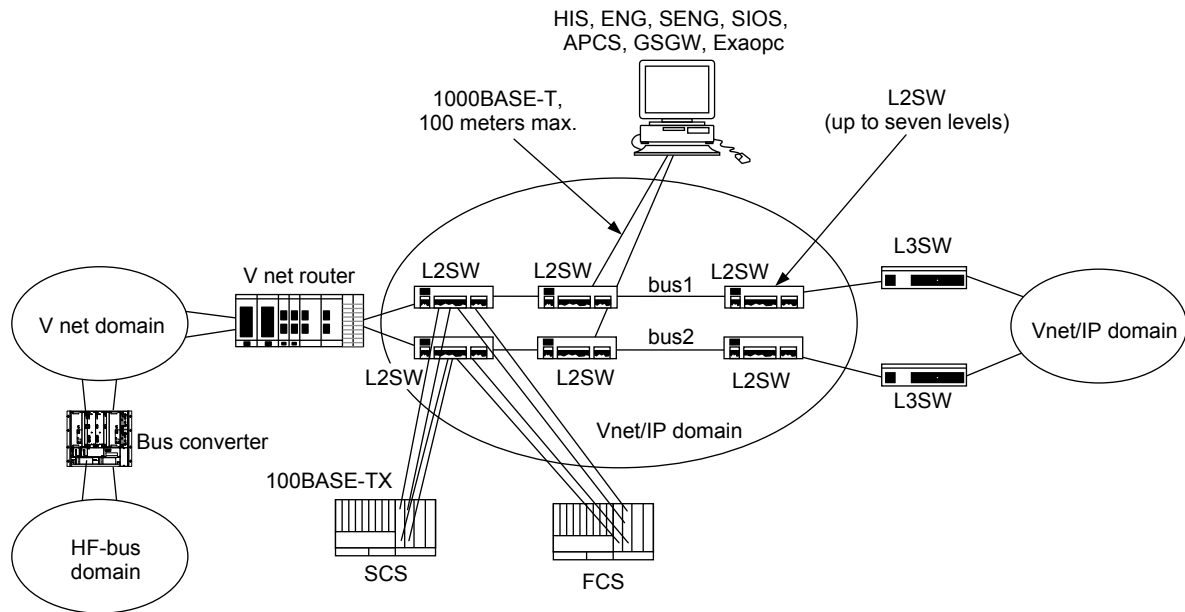 HIS, ENG, SENG, SIOS,
APCS, GSGW, Exaopc
1000BASE-T,
100 meters max.
L2SW
(up to seven levels)
L3SW
V net router
L2SW
L2SW
L2SW
bus1
V net domain
Vnet/IP domain
bus2
L2SW
L2SW
L2SW
L3SW
Vnet/IP domain
Bus converter
100BASE-TX
HF-bus
domain
SCS
FCS